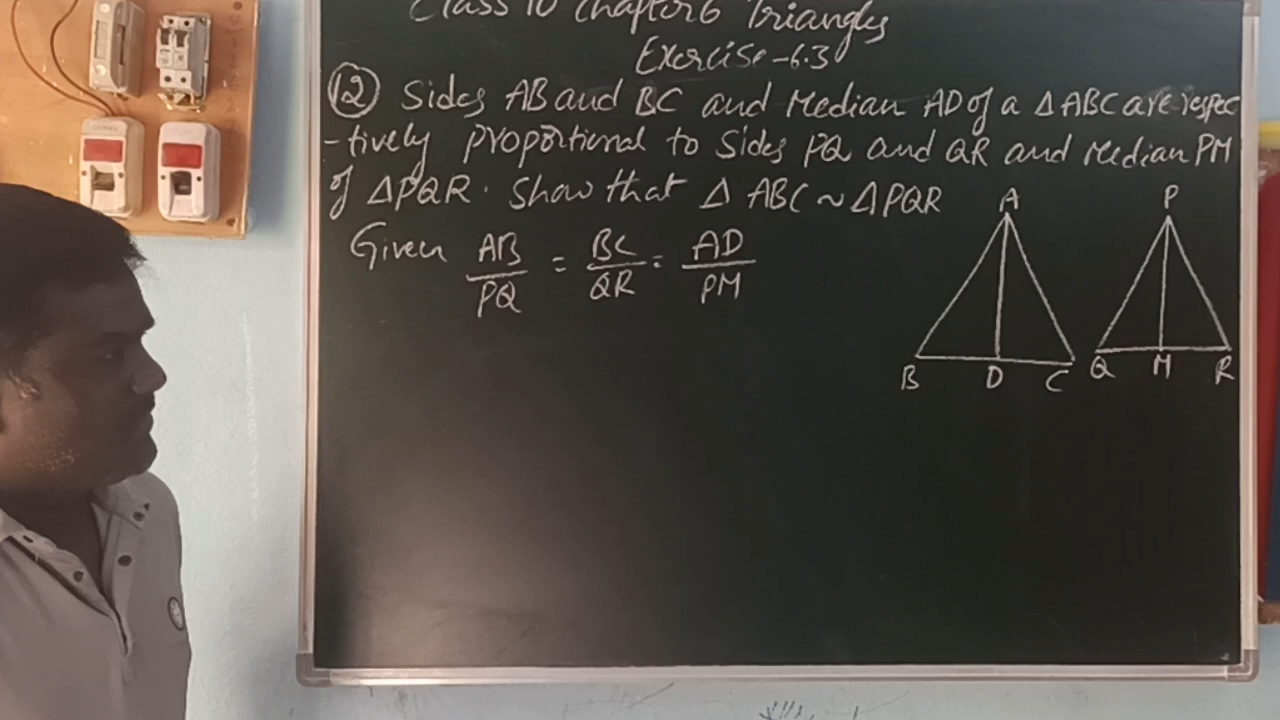 Class 10 Chapter 6 Triangles
Exercise-6.3
12 Sides AB and BC and Median AD of a Δ ABC are respec
-tively proportional to sides PQ and QR and Median PM
of ΔPQR. Show that Δ ABC ~ ΔPQR
Given AB/PQ = BC/QR = AD/PM
A P
B D C Q M R